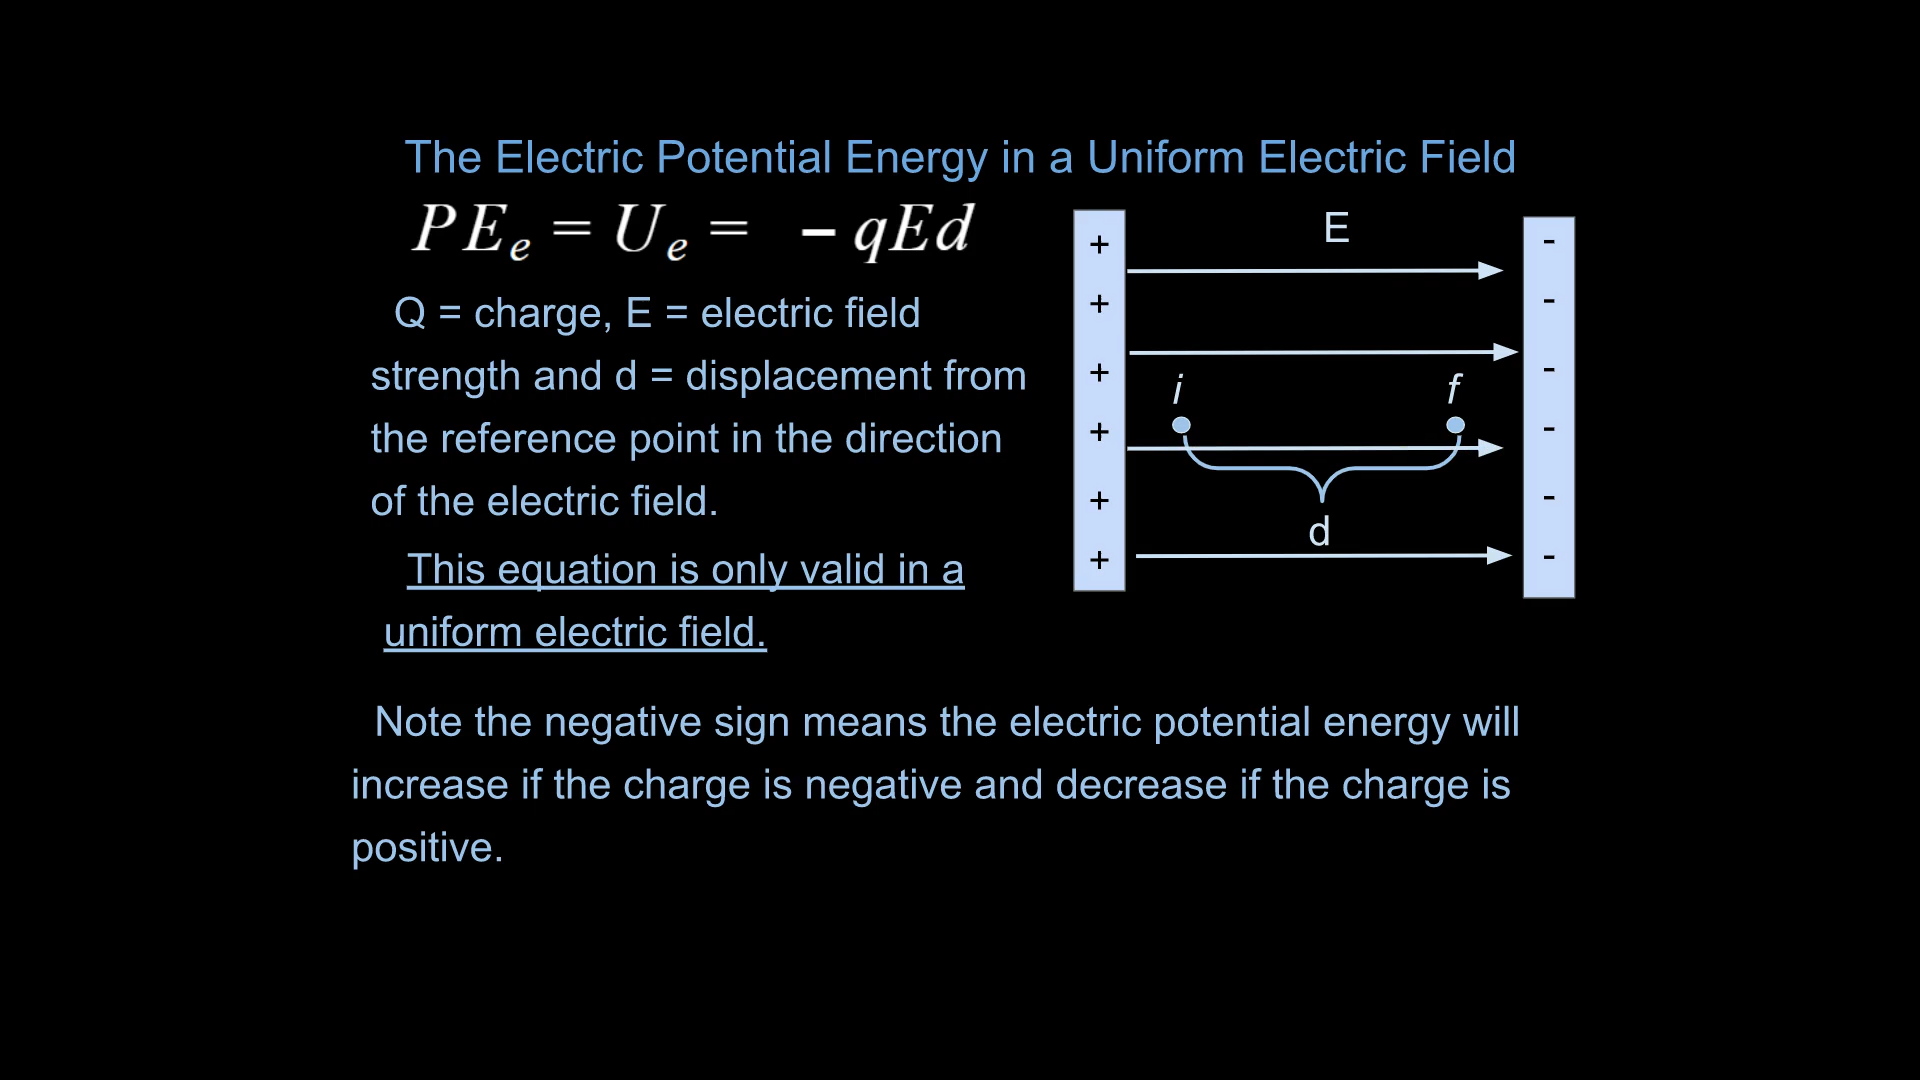 The Electric Potential Energy in a Uniform Electric Field
PE_e = U_e = − qEd
Q = charge, E = electric field
strength and d = displacement from
the reference point in the direction
of the electric field.
This equation is only valid in a
uniform electric field.
E
+ -
+ -
+ -
i f
+ -
+ -
d
+ -
Note the negative sign means the electric potential energy will
increase if the charge is negative and decrease if the charge is
positive.